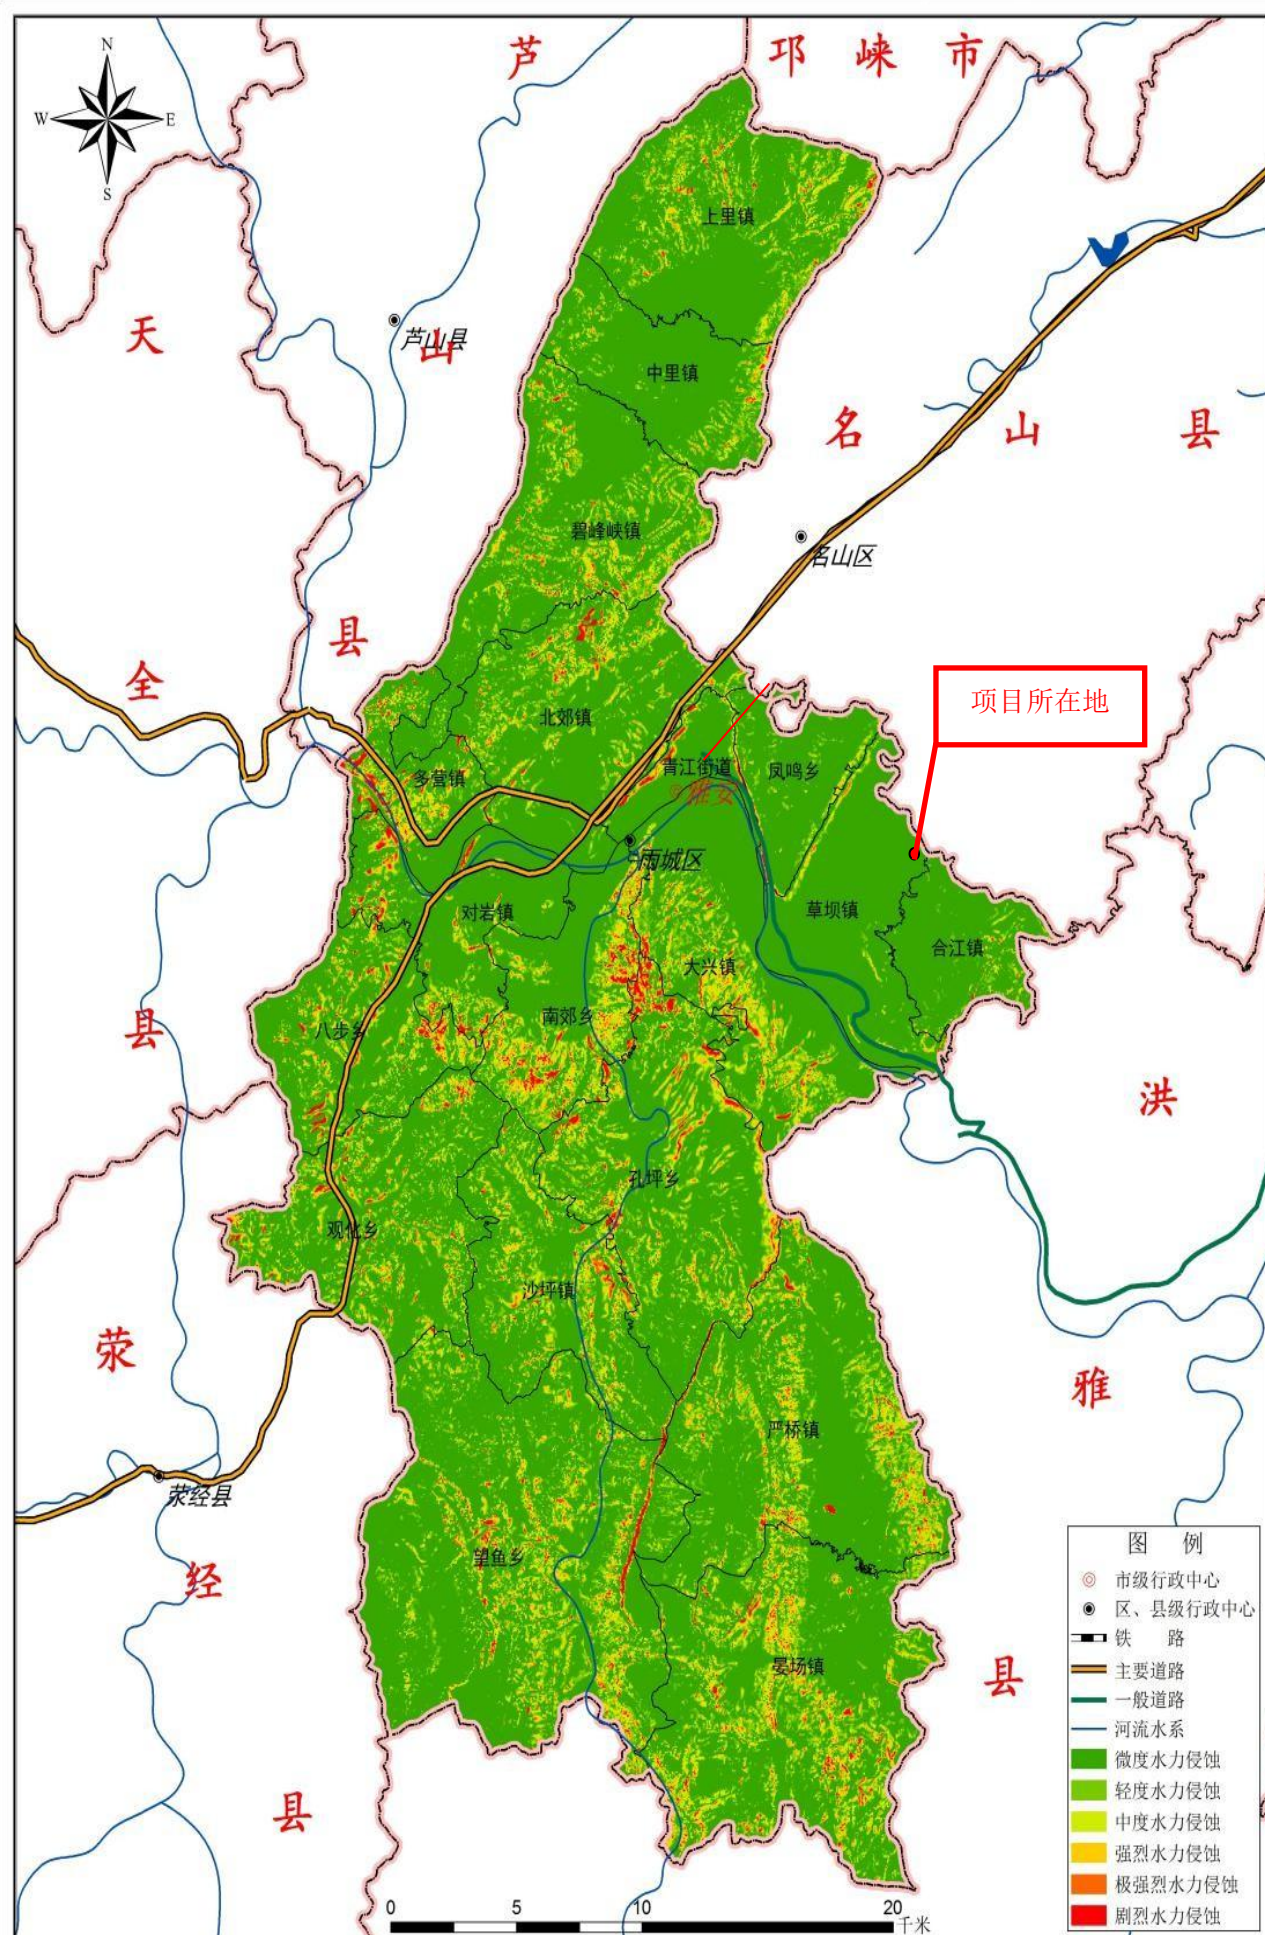 N
W
E
S
芦
邛崃市
上里镇
天
芦山县
山
中里镇
名山县
碧峰峡镇
名山区
县
全
项目所在地
北郊镇
青江街道
凤鸣乡
多营镇
雅安
雨城区
对岩镇
草坝镇
合江镇
大兴镇
南郊乡
八步乡
县
洪
孔坪乡
观化乡
沙坪镇
荥
雅
严桥镇
荥经县
望鱼乡
经
晏场镇
县
县
图例
市级行政中心
区、县级行政中心
铁路
主要道路
一般道路
河流水系
微度水力侵蚀
轻度水力侵蚀
中度水力侵蚀
强烈水力侵蚀
极强烈水力侵蚀
剧烈水力侵蚀
0 5 10 20
千米